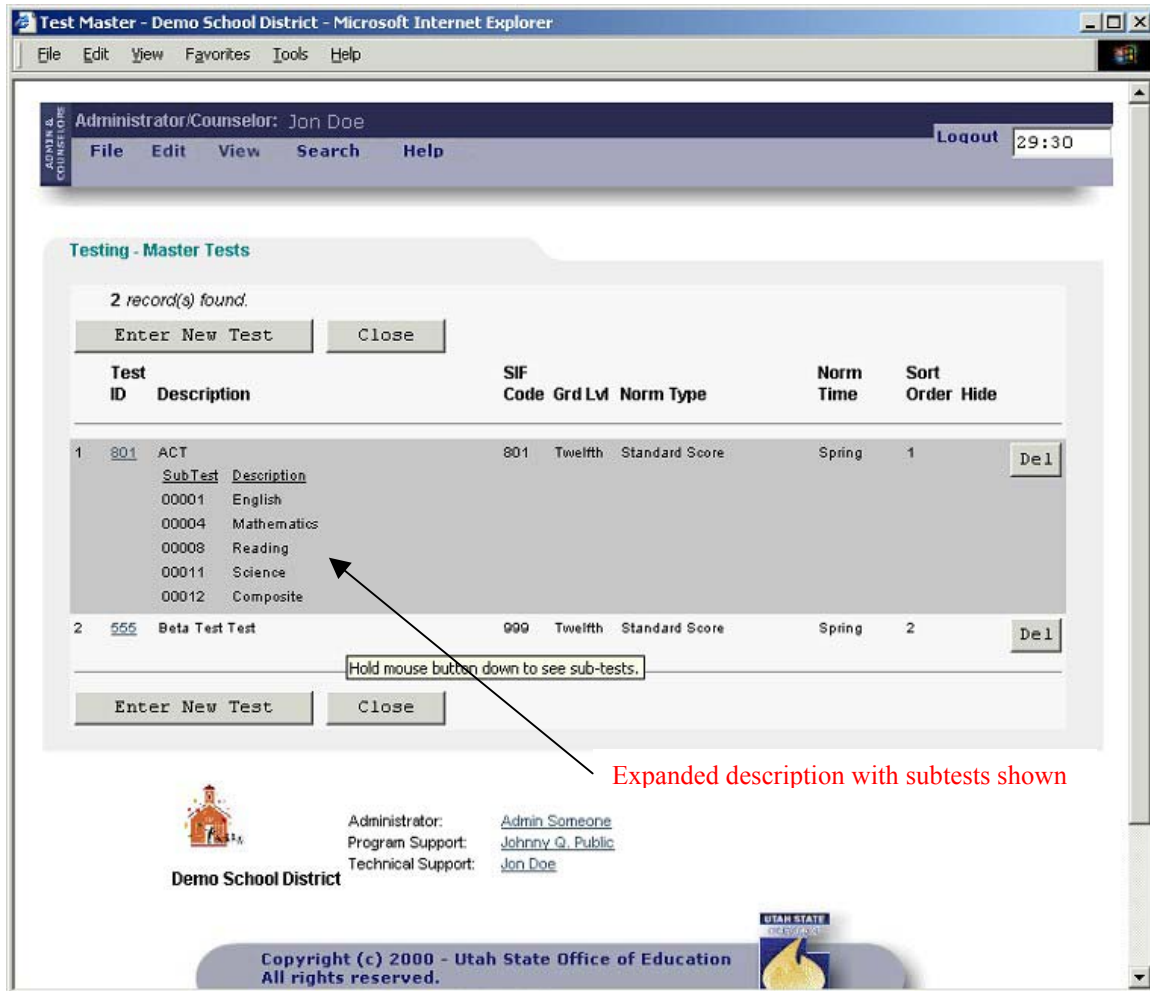 Test Master - Demo School District - Microsoft Internet Explorer
File Edit View Favorites Tools Help
ADMIN & COUNSELORS
Administrator/Counselor: Jon Doe
File Edit View Search Help
Logout 29:30
Testing - Master Tests
2 record(s) found.
Enter New Test Close
Test ID Description SIF Code Grd Lvl Norm Type Norm Time Sort Order Hide
1 801 ACT 801 Twelfth Standard Score Spring 1 Del
SubTest Description
00001 English
00004 Mathematics
00008 Reading
00011 Science
00012 Composite
2 555 Beta Test Test 999 Twelfth Standard Score Spring 2 Del
Hold mouse button down to see sub-tests.
Enter New Test Close
Expanded description with subtests shown
Administrator: Admin Someone
Program Support: Johnny Q. Public
Technical Support: Jon Doe
Demo School District
UTAH STATE
Copyright (c) 2000 - Utah State Office of Education
All rights reserved.